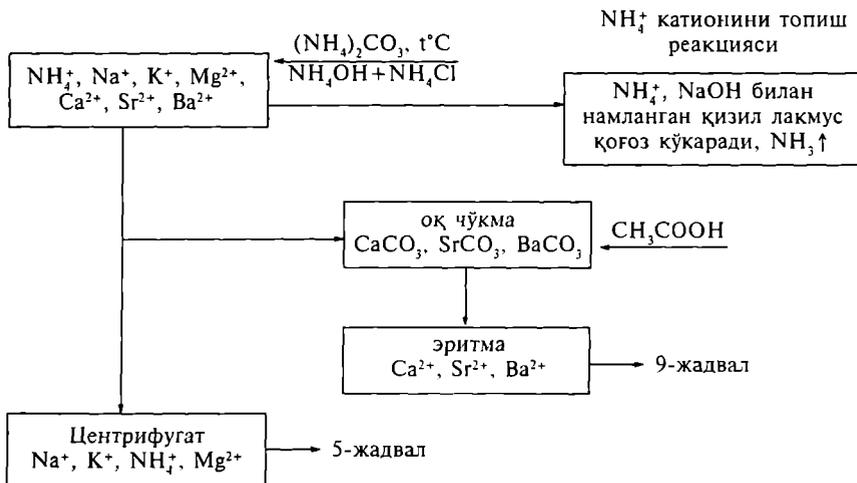 NH₄⁺ катионини топиш
реакцияси
(NH₄)₂CO₃, t°C
NH₄OH+NH₄Cl
NH₄⁺, Na⁺, K⁺, Mg²⁺,
Ca²⁺, Sr²⁺, Ba²⁺
NH₄⁺, NaOH билан
намланган қизил лакмус
қоғоз кўкаради, NH₃↑
оқ чўкма
CaCO₃, SrCO₃, BaCO₃
CH₃COOH
эритма
Ca²⁺, Sr²⁺, Ba²⁺
9-жадвал
Центрифугат
Na⁺, K⁺, NH₄⁺, Mg²⁺
5-жадвал